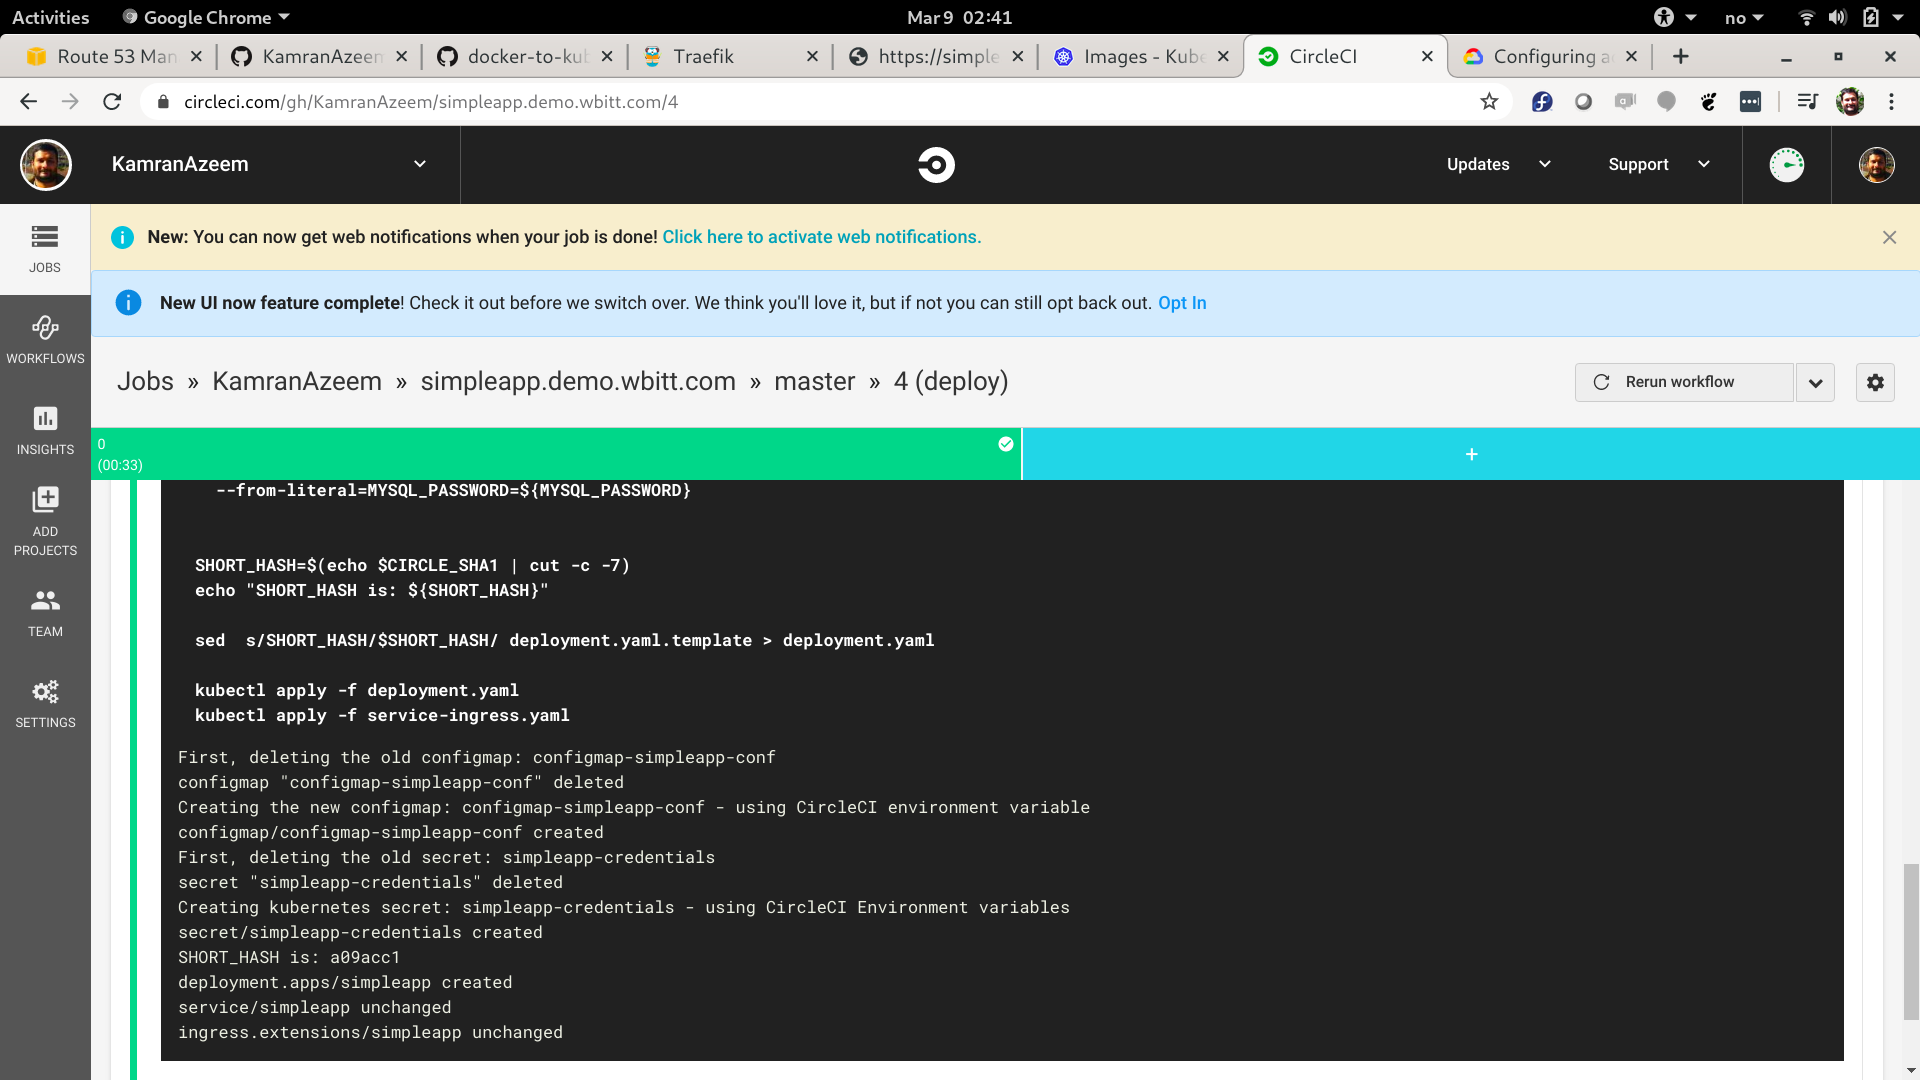 Activities Google Chrome Mar 9 02:41 no
Route 53 Man KamranAzeem docker-to-kub Traefik https://simple Images - Kube CircleCI Configuring a
circleci.com/gh/KamranAzeem/simpleapp.demo.wbitt.com/4
KamranAzeem Updates Support
JOBS
WORKFLOWS
INSIGHTS
ADD
PROJECTS
TEAM
SETTINGS
New: You can now get web notifications when your job is done! Click here to activate web notifications.
New UI now feature complete! Check it out before we switch over. We think you'll love it, but if not you can still opt back out. Opt In
Jobs » KamranAzeem » simpleapp.demo.wbitt.com » master » 4 (deploy) Rerun workflow
0
(00:33) +
--from-literal=MYSQL_PASSWORD=${MYSQL_PASSWORD}
SHORT_HASH=$(echo $CIRCLE_SHA1 | cut -c -7)
echo "SHORT_HASH is: ${SHORT_HASH}"
sed  s/SHORT_HASH/$SHORT_HASH/ deployment.yaml.template > deployment.yaml
kubectl apply -f deployment.yaml
kubectl apply -f service-ingress.yaml
First, deleting the old configmap: configmap-simpleapp-conf
configmap "configmap-simpleapp-conf" deleted
Creating the new configmap: configmap-simpleapp-conf - using CircleCI environment variable
configmap/configmap-simpleapp-conf created
First, deleting the old secret: simpleapp-credentials
secret "simpleapp-credentials" deleted
Creating kubernetes secret: simpleapp-credentials - using CircleCI Environment variables
secret/simpleapp-credentials created
SHORT_HASH is: a09acc1
deployment.apps/simpleapp created
service/simpleapp unchanged
ingress.extensions/simpleapp unchanged